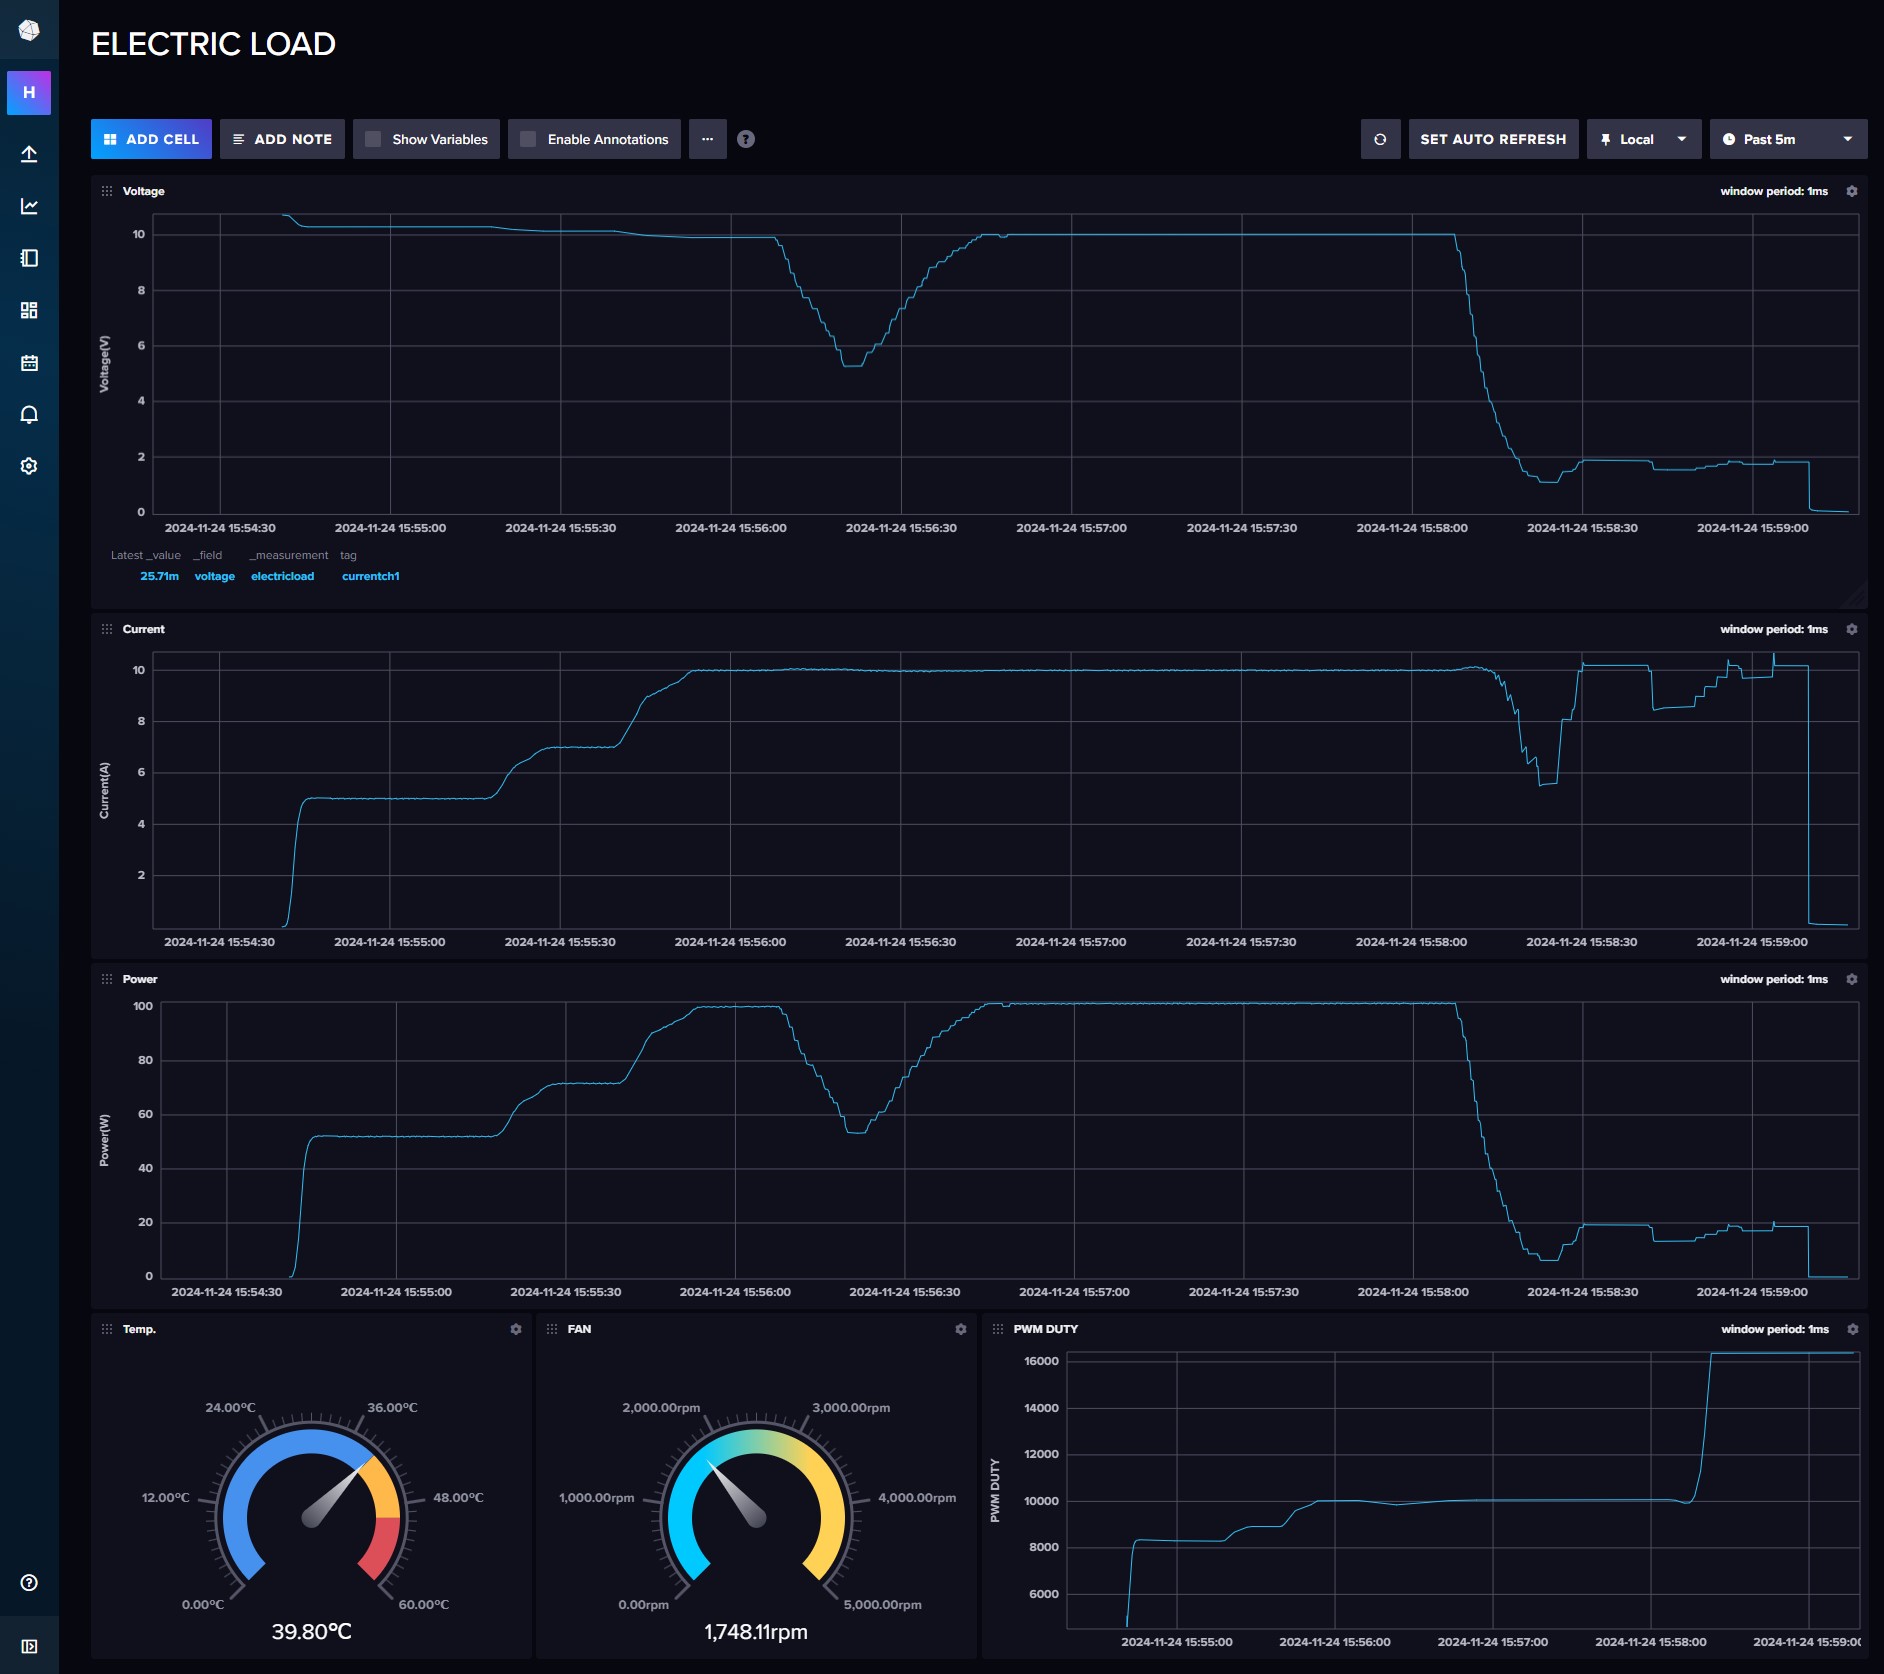 ELECTRIC LOAD
H
ADD CELL
ADD NOTE
Show Variables
Enable Annotations
...
?
SET AUTO REFRESH
Local
Past 5m
Voltage
window period: 1ms
10
8
6
4
2
0
Voltage(V)
2024-11-24 15:54:30
2024-11-24 15:55:00
2024-11-24 15:55:30
2024-11-24 15:56:00
2024-11-24 15:56:30
2024-11-24 15:57:00
2024-11-24 15:57:30
2024-11-24 15:58:00
2024-11-24 15:58:30
2024-11-24 15:59:00
Latest _value _field _measurement tag
25.71m voltage electricload currentch1
Current
window period: 1ms
10
8
6
4
2
Current(A)
2024-11-24 15:54:30
2024-11-24 15:55:00
2024-11-24 15:55:30
2024-11-24 15:56:00
2024-11-24 15:56:30
2024-11-24 15:57:00
2024-11-24 15:57:30
2024-11-24 15:58:00
2024-11-24 15:58:30
2024-11-24 15:59:00
Power
window period: 1ms
100
80
60
40
20
0
Power(W)
2024-11-24 15:54:30
2024-11-24 15:55:00
2024-11-24 15:55:30
2024-11-24 15:56:00
2024-11-24 15:56:30
2024-11-24 15:57:00
2024-11-24 15:57:30
2024-11-24 15:58:00
2024-11-24 15:58:30
2024-11-24 15:59:00
Temp.
0.00℃
12.00℃
24.00℃
36.00℃
48.00℃
60.00℃
39.80℃
FAN
0.00rpm
1,000.00rpm
2,000.00rpm
3,000.00rpm
4,000.00rpm
5,000.00rpm
1,748.11rpm
PWM DUTY
window period: 1ms
16000
14000
12000
10000
8000
6000
PWM DUTY
2024-11-24 15:55:00
2024-11-24 15:56:00
2024-11-24 15:57:00
2024-11-24 15:58:00
2024-11-24 15:59:00
?